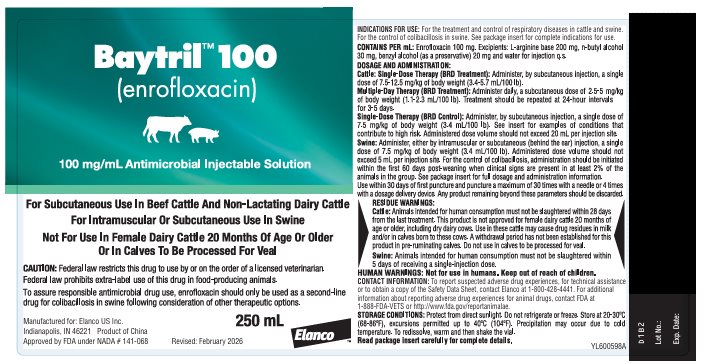 Baytril™ 100
(enrofloxacin)
100 mg/mL Antimicrobial Injectable Solution
For Subcutaneous Use In Beef Cattle And Non-Lactating Dairy Cattle
For Intramuscular Or Subcutaneous Use In Swine
Not For Use In Female Dairy Cattle 20 Months Of Age Or Older
Or In Calves To Be Processed For Veal
CAUTION: Federal law restricts this drug to use by or on the order of a licensed veterinarian.
Federal law prohibits extra-label use of this drug in food-producing animals.
To assure responsible antimicrobial drug use, enrofloxacin should only be used as a second-line
drug for colibacillosis in swine following consideration of other therapeutic options.
Manufactured for: Elanco US Inc.
Indianapolis, IN 46221 Product of China
Approved by FDA under NADA # 141-068 Revised: February 2026
250 mL
Elanco
INDICATIONS FOR USE: For the treatment and control of respiratory diseases in cattle and swine.
For the control of colibacillosis in swine. See package insert for complete indications for use.
CONTAINS PER mL: Enrofloxacin 100 mg. Excipients: L-arginine base 200 mg, n-butyl alcohol
30 mg, benzyl alcohol (as a preservative) 20 mg and water for injection q.s.
DOSAGE AND ADMINISTRATION:
Cattle: Single-Dose Therapy (BRD Treatment): Administer, by subcutaneous injection, a single
dose of 7.5-12.5 mg/kg of body weight (3.4-5.7 mL/100 lb).
Multiple-Day Therapy (BRD Treatment): Administer daily, a subcutaneous dose of 2.5-5 mg/kg
of body weight (1.1-2.3 mL/100 lb). Treatment should be repeated at 24-hour intervals
for 3-5 days.
Single-Dose Therapy (BRD Control): Administer, by subcutaneous injection, a single dose of
7.5 mg/kg of body weight (3.4 mL/100 lb). See insert for examples of conditions that
contribute to high risk. Administered dose volume should not exceed 20 mL per injection site.
Swine: Administer, either by intramuscular or subcutaneous (behind the ear) injection, a single
dose of 7.5 mg/kg of body weight (3.4 mL/100 lb). Administered dose volume should not
exceed 5 mL per injection site. For the control of colibacillosis, administration should be initiated
within the first 60 days post-weaning when clinical signs are present in at least 2% of the
animals in the group. See package insert for full dosage and administration information.
Use within 30 days of first puncture and puncture a maximum of 30 times with a needle or 4 times
with a dosage delivery device. Any product remaining beyond these parameters should be discarded.
RESIDUE WARNINGS:
Cattle: Animals intended for human consumption must not be slaughtered within 28 days
from the last treatment. This product is not approved for female dairy cattle 20 months of
age or older, including dry dairy cows. Use in these cattle may cause drug residues in milk
and/or in calves born to these cows. A withdrawal period has not been established for this
product in pre-ruminating calves. Do not use in calves to be processed for veal.
Swine: Animals intended for human consumption must not be slaughtered within
5 days of receiving a single-injection dose.
HUMAN WARNINGS: Not for use in humans. Keep out of reach of children.
CONTACT INFORMATION: To report suspected adverse drug experiences, for technical assistance
or to obtain a copy of the Safety Data Sheet, contact Elanco at 1-800-428-4441. For additional
information about reporting adverse drug experiences for animal drugs, contact FDA at
1-888-FDA-VETS or http://www.fda.gov/reportanimalae.
STORAGE CONDITIONS: Protect from direct sunlight. Do not refrigerate or freeze. Store at 20-30°C
(68-86°F), excursions permitted up to 40°C (104°F). Precipitation may occur due to cold
temperature. To redissolve, warm and then shake the vial.
Read package insert carefully for complete details.
YL600598A
D1B2
Lot No.:
Exp. Date: